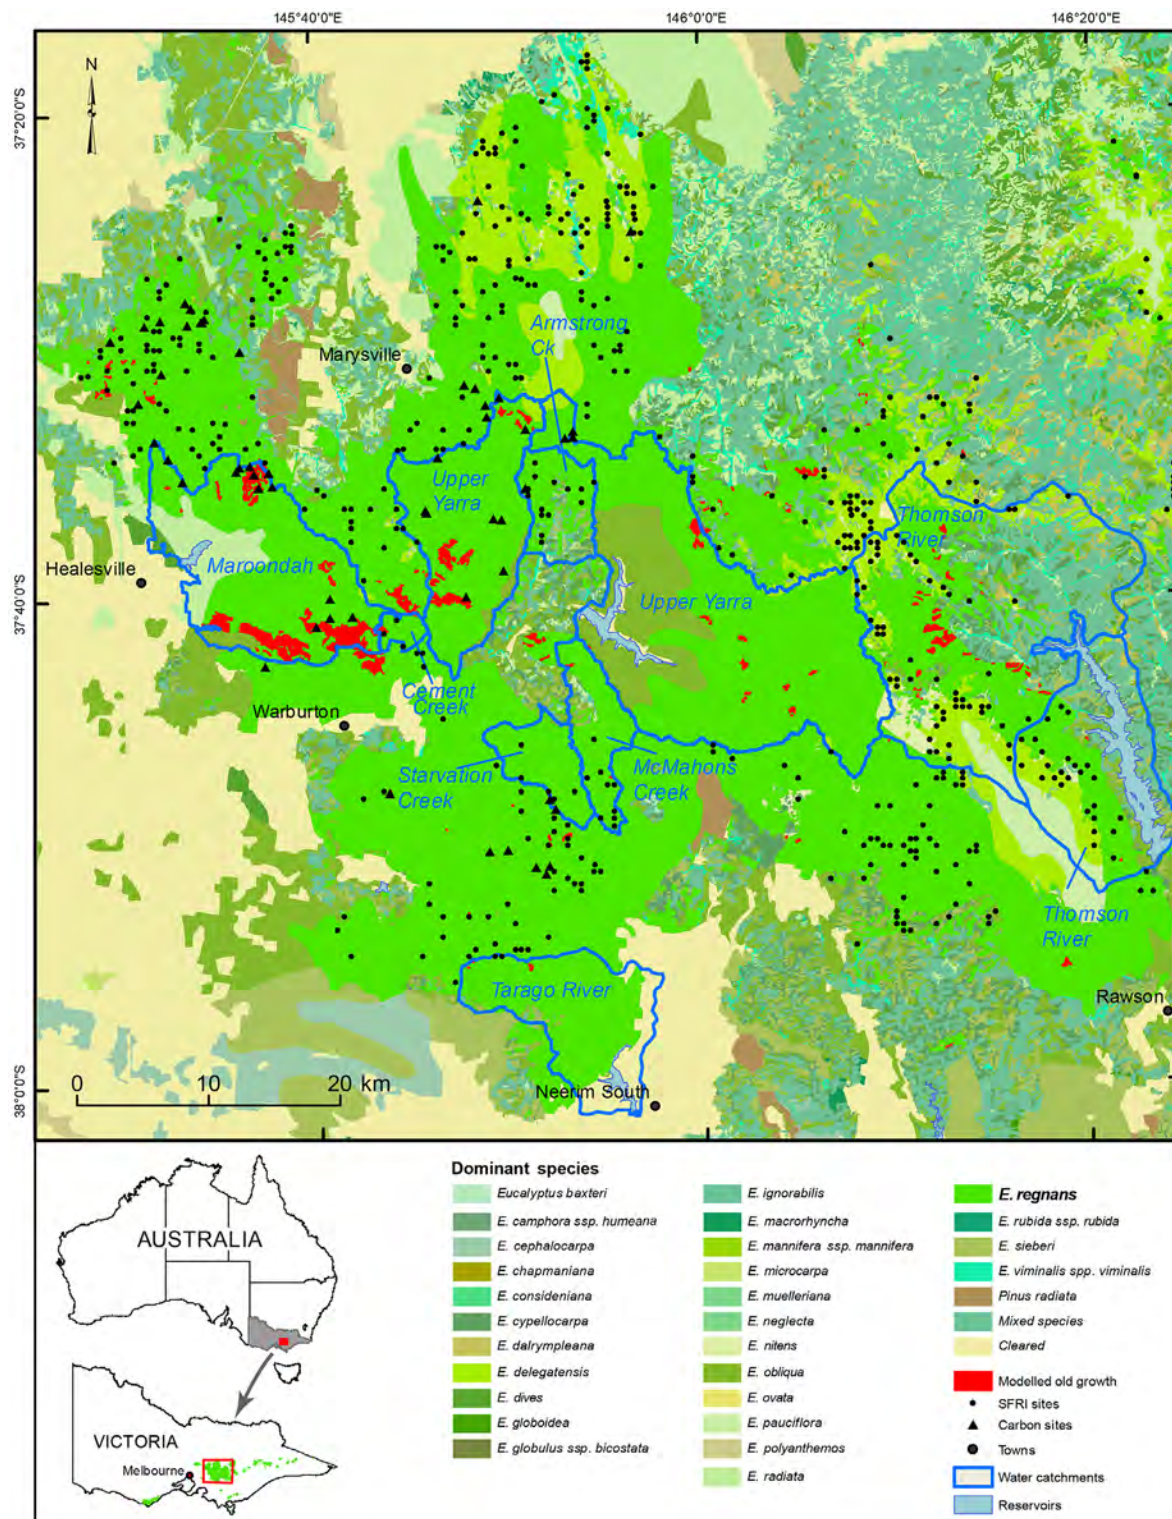 145°40'0"E
146°0'0"E
146°20'0"E
N
37°20'0"S
Armstrong
Ck
Marysville
Upper
Yarra
Thomson
River
Healesville
Maroondah
37°40'0"S
Upper Yarra
Cement
Creek
Warburton
Starvation
Creek
McMahons
Creek
Thomson
River
Tarago River
Rawson
0 10 20 km
Neerim South
38°0'0"S
AUSTRALIA
VICTORIA
Melbourne
Dominant species
Eucalyptus baxteri
E. camphora ssp. humeana
E. cephalocarpa
E. chapmaniana
E. consideniana
E. cypellocarpa
E. dalrympleana
E. delegatensis
E. dives
E. globoidea
E. globulus ssp. bicostata
E. ignorabilis
E. macrorhyncha
E. mannifera ssp. mannifera
E. microcarpa
E. muelleriana
E. neglecta
E. nitens
E. obliqua
E. ovata
E. pauciflora
E. polyanthemos
E. radiata
E. regnans
E. rubida ssp. rubida
E. sieberi
E. viminalis spp. viminalis
Pinus radiata
Mixed species
Cleared
Modelled old growth
SFRI sites
Carbon sites
Towns
Water catchments
Reservoirs